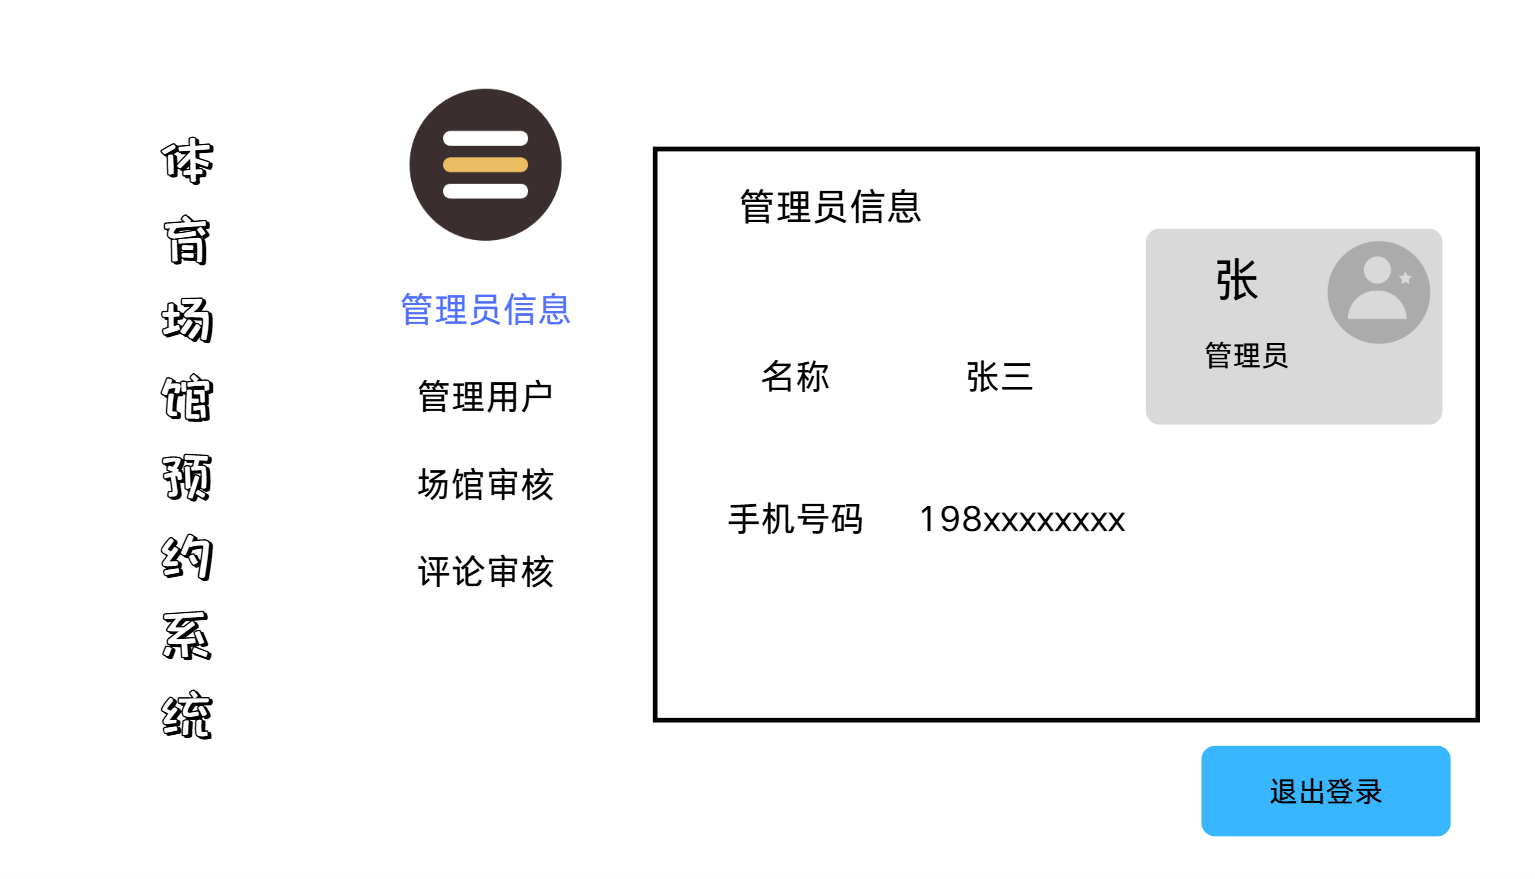 体育场馆预约系统
管理员信息
管理用户
场馆审核
评论审核
管理员信息
张
管理员
名称 张三
手机号码 198xxxxxxxx
退出登录